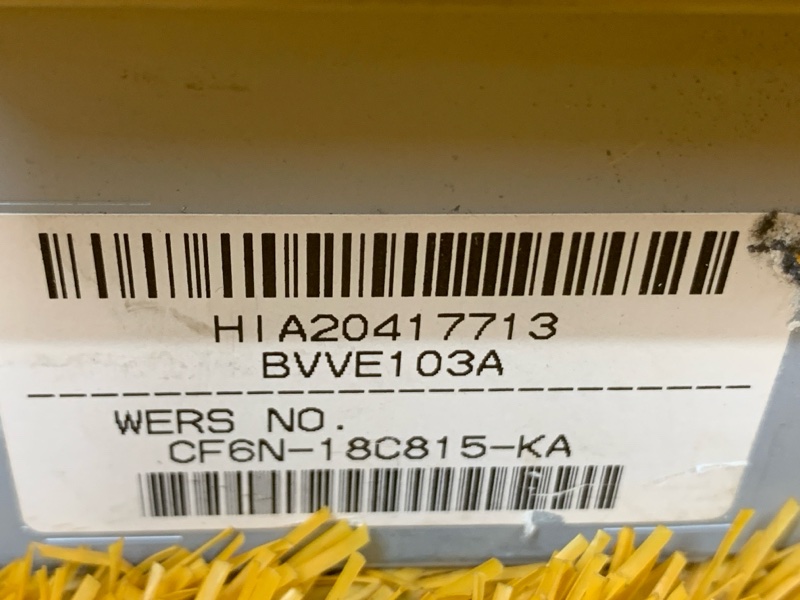 HIA20417713
BVVE103A
WERS NO.
CF6N-18C815-KA